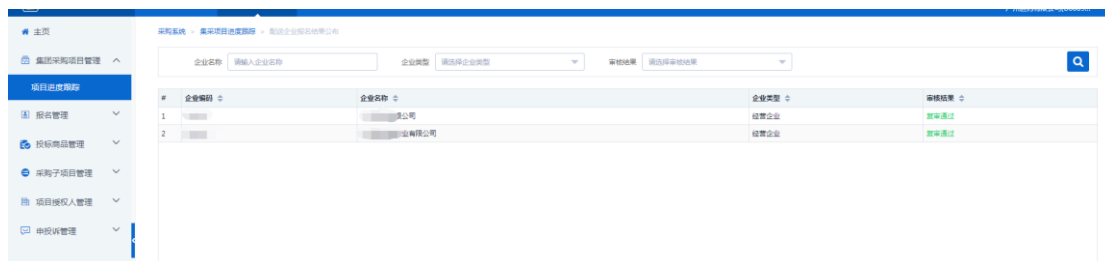 主页
采购系统 > 集采项目进度跟踪 > 配送企业报名结果公布
集团采购项目管理
企业名称 请输入企业名称 企业类型 请选择企业类型 审核结果 请选择审核结果
项目进度跟踪
# 企业编码 企业名称 企业类型 审核结果
报名管理
1 限公司 经营企业 复审通过
2 业有限公司 经营企业 复审通过
投标商品管理
采购子项目管理
项目授权人管理
申投诉管理